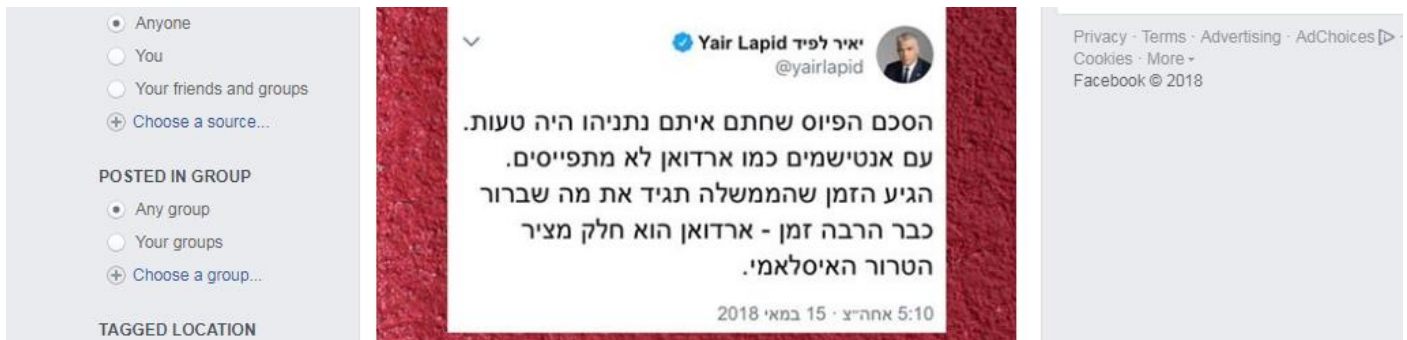 Anyone
You
Your friends and groups
Choose a source...
POSTED IN GROUP
Any group
Your groups
Choose a group...
TAGGED LOCATION
יאיר לפיד Yair Lapid
@yairlapid
הסכם הפיוס שחתם איתם נתניהו היה טעות.
עם אנטישמים כמו ארדואן לא מתפייסים.
הגיע הזמן שהממשלה תגיד את מה שברור
כבר הרבה זמן - ארדואן הוא חלק מציר
הטרור האיסלאמי.
5:10 אחה״צ · 15 במאי 2018
Privacy · Terms · Advertising · AdChoices ·
Cookies · More
Facebook © 2018